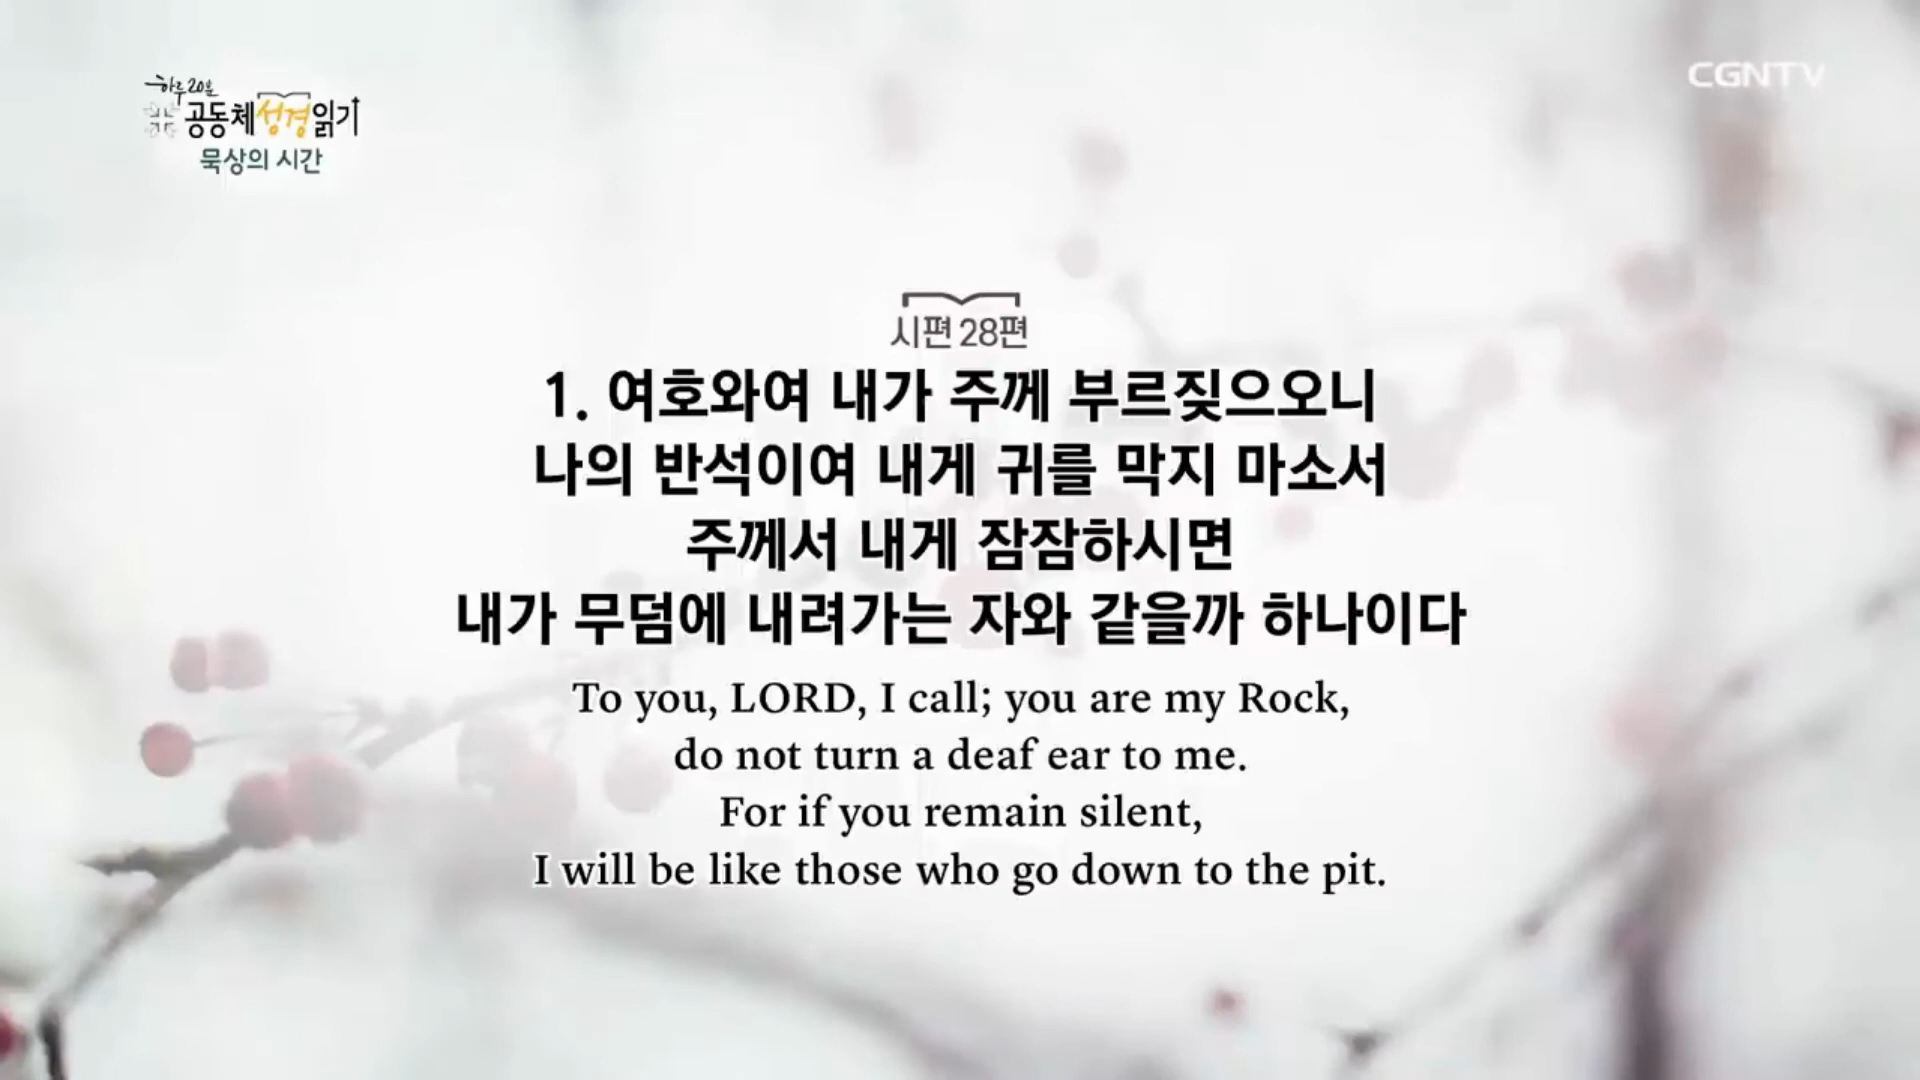 하루 20분
공동체성경읽기
묵상의 시간
CGNTV
시편 28편
1. 여호와여 내가 주께 부르짖으오니
나의 반석이여 내게 귀를 막지 마소서
주께서 내게 잠잠하시면
내가 무덤에 내려가는 자와 같을까 하나이다
To you, LORD, I call; you are my Rock,
do not turn a deaf ear to me.
For if you remain silent,
I will be like those who go down to the pit.